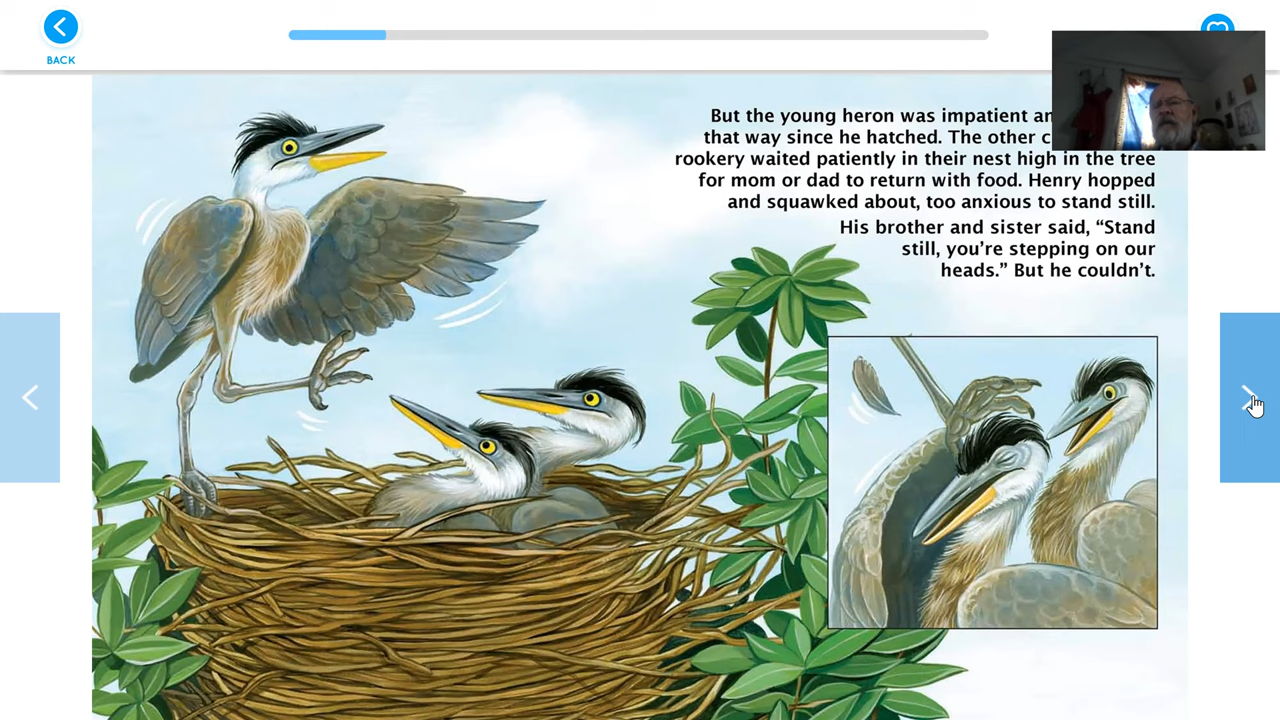 BACK
But the young heron was impatient
that way since he hatched. The other
rookery waited patiently in their nest high in the tree
for mom or dad to return with food. Henry hopped
and squawked about, too anxious to stand still.
His brother and sister said, “Stand
still, you’re stepping on our
heads.” But he couldn’t.